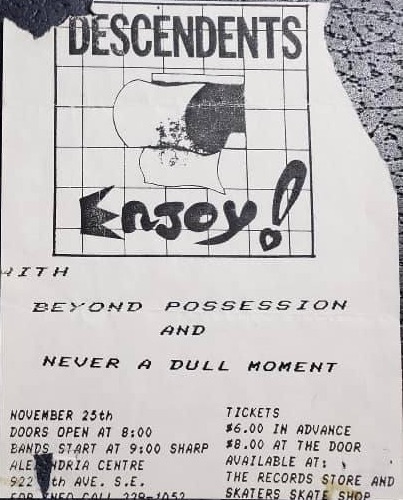 DESCENDENTS
Enjoy!
WITH
BEYOND POSSESSION
AND
NEVER A DULL MOMENT
NOVEMBER 25th
DOORS OPEN AT 8:00
BANDS START AT 9:00 SHARP
CENTRE
922 AVE. S.E.
CALL
TICKETS
$6.00 IN ADVANCE
$8.00 AT THE DOOR
AVAILABLE AT:
THE RECORDS STORE AND
SKATERS SKATE SHOP